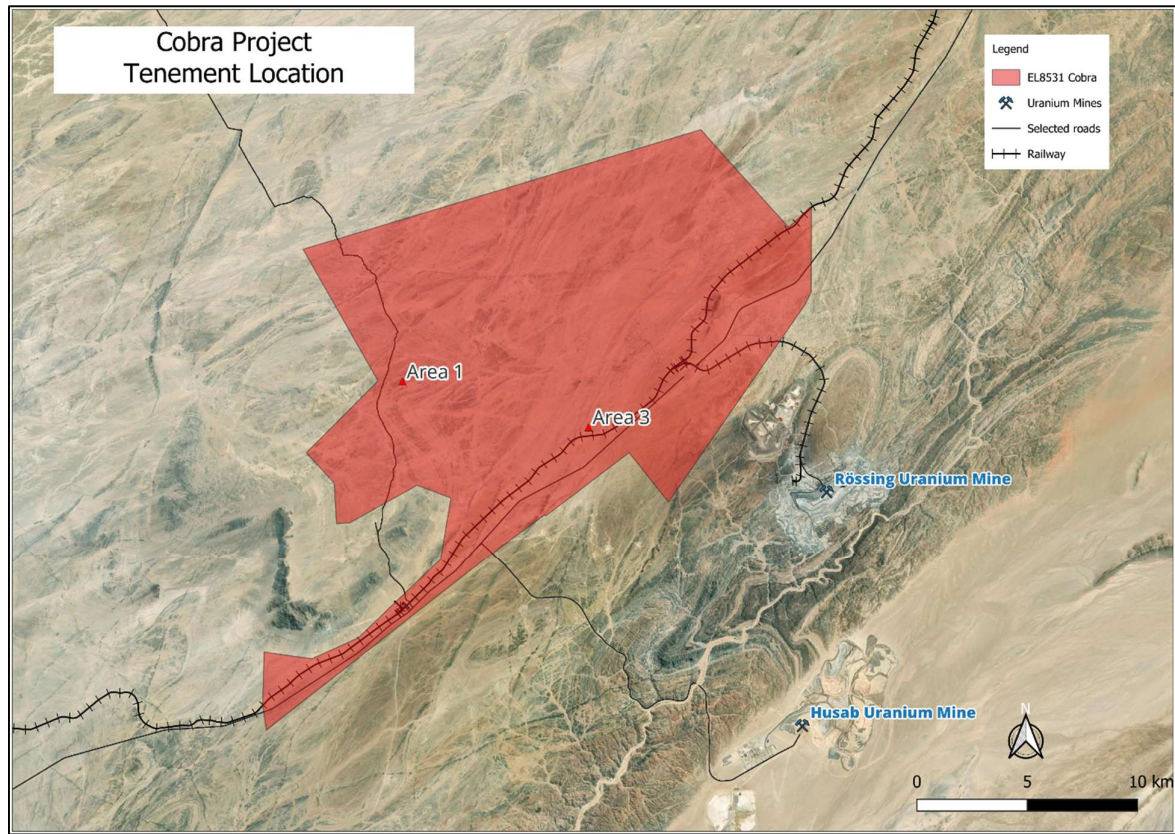 Cobra Project
Tenement Location
Legend
EL8531 Cobra
Uranium Mines
Selected roads
Railway
Area 1
Area 3
Rössing Uranium Mine
Husab Uranium Mine
N
0 5 10 km